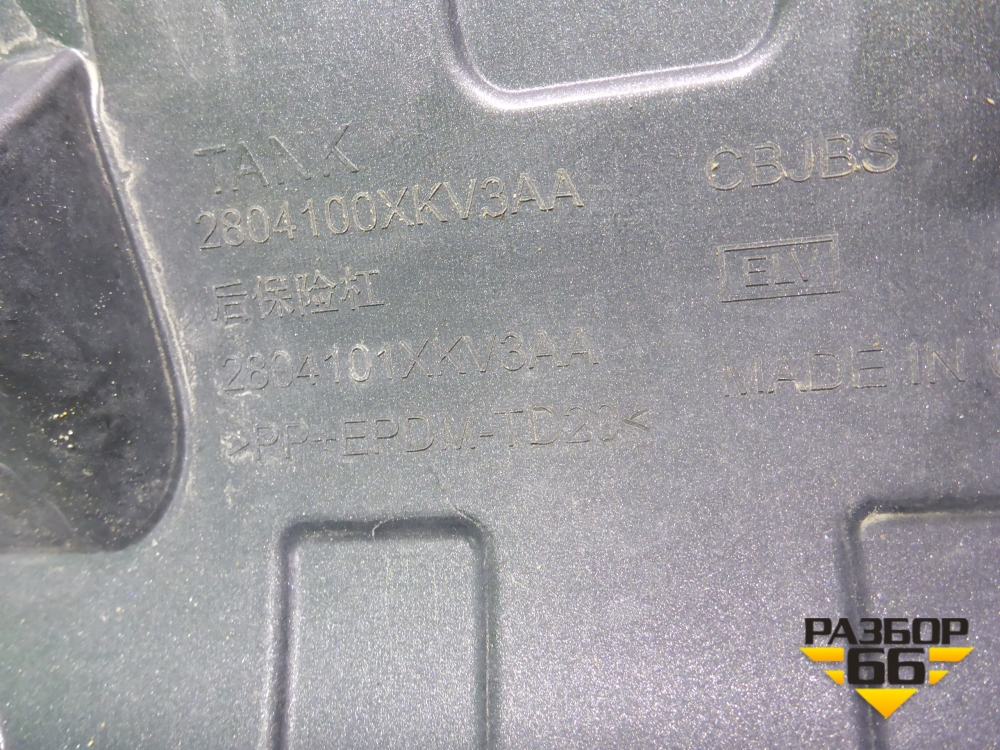 TANK
2804100XKV3AA
后保险杠
2804101XKV3AA
>PP+EPDM-TD20<
CBJBS
ELV
MADE IN
РАЗБОР
66